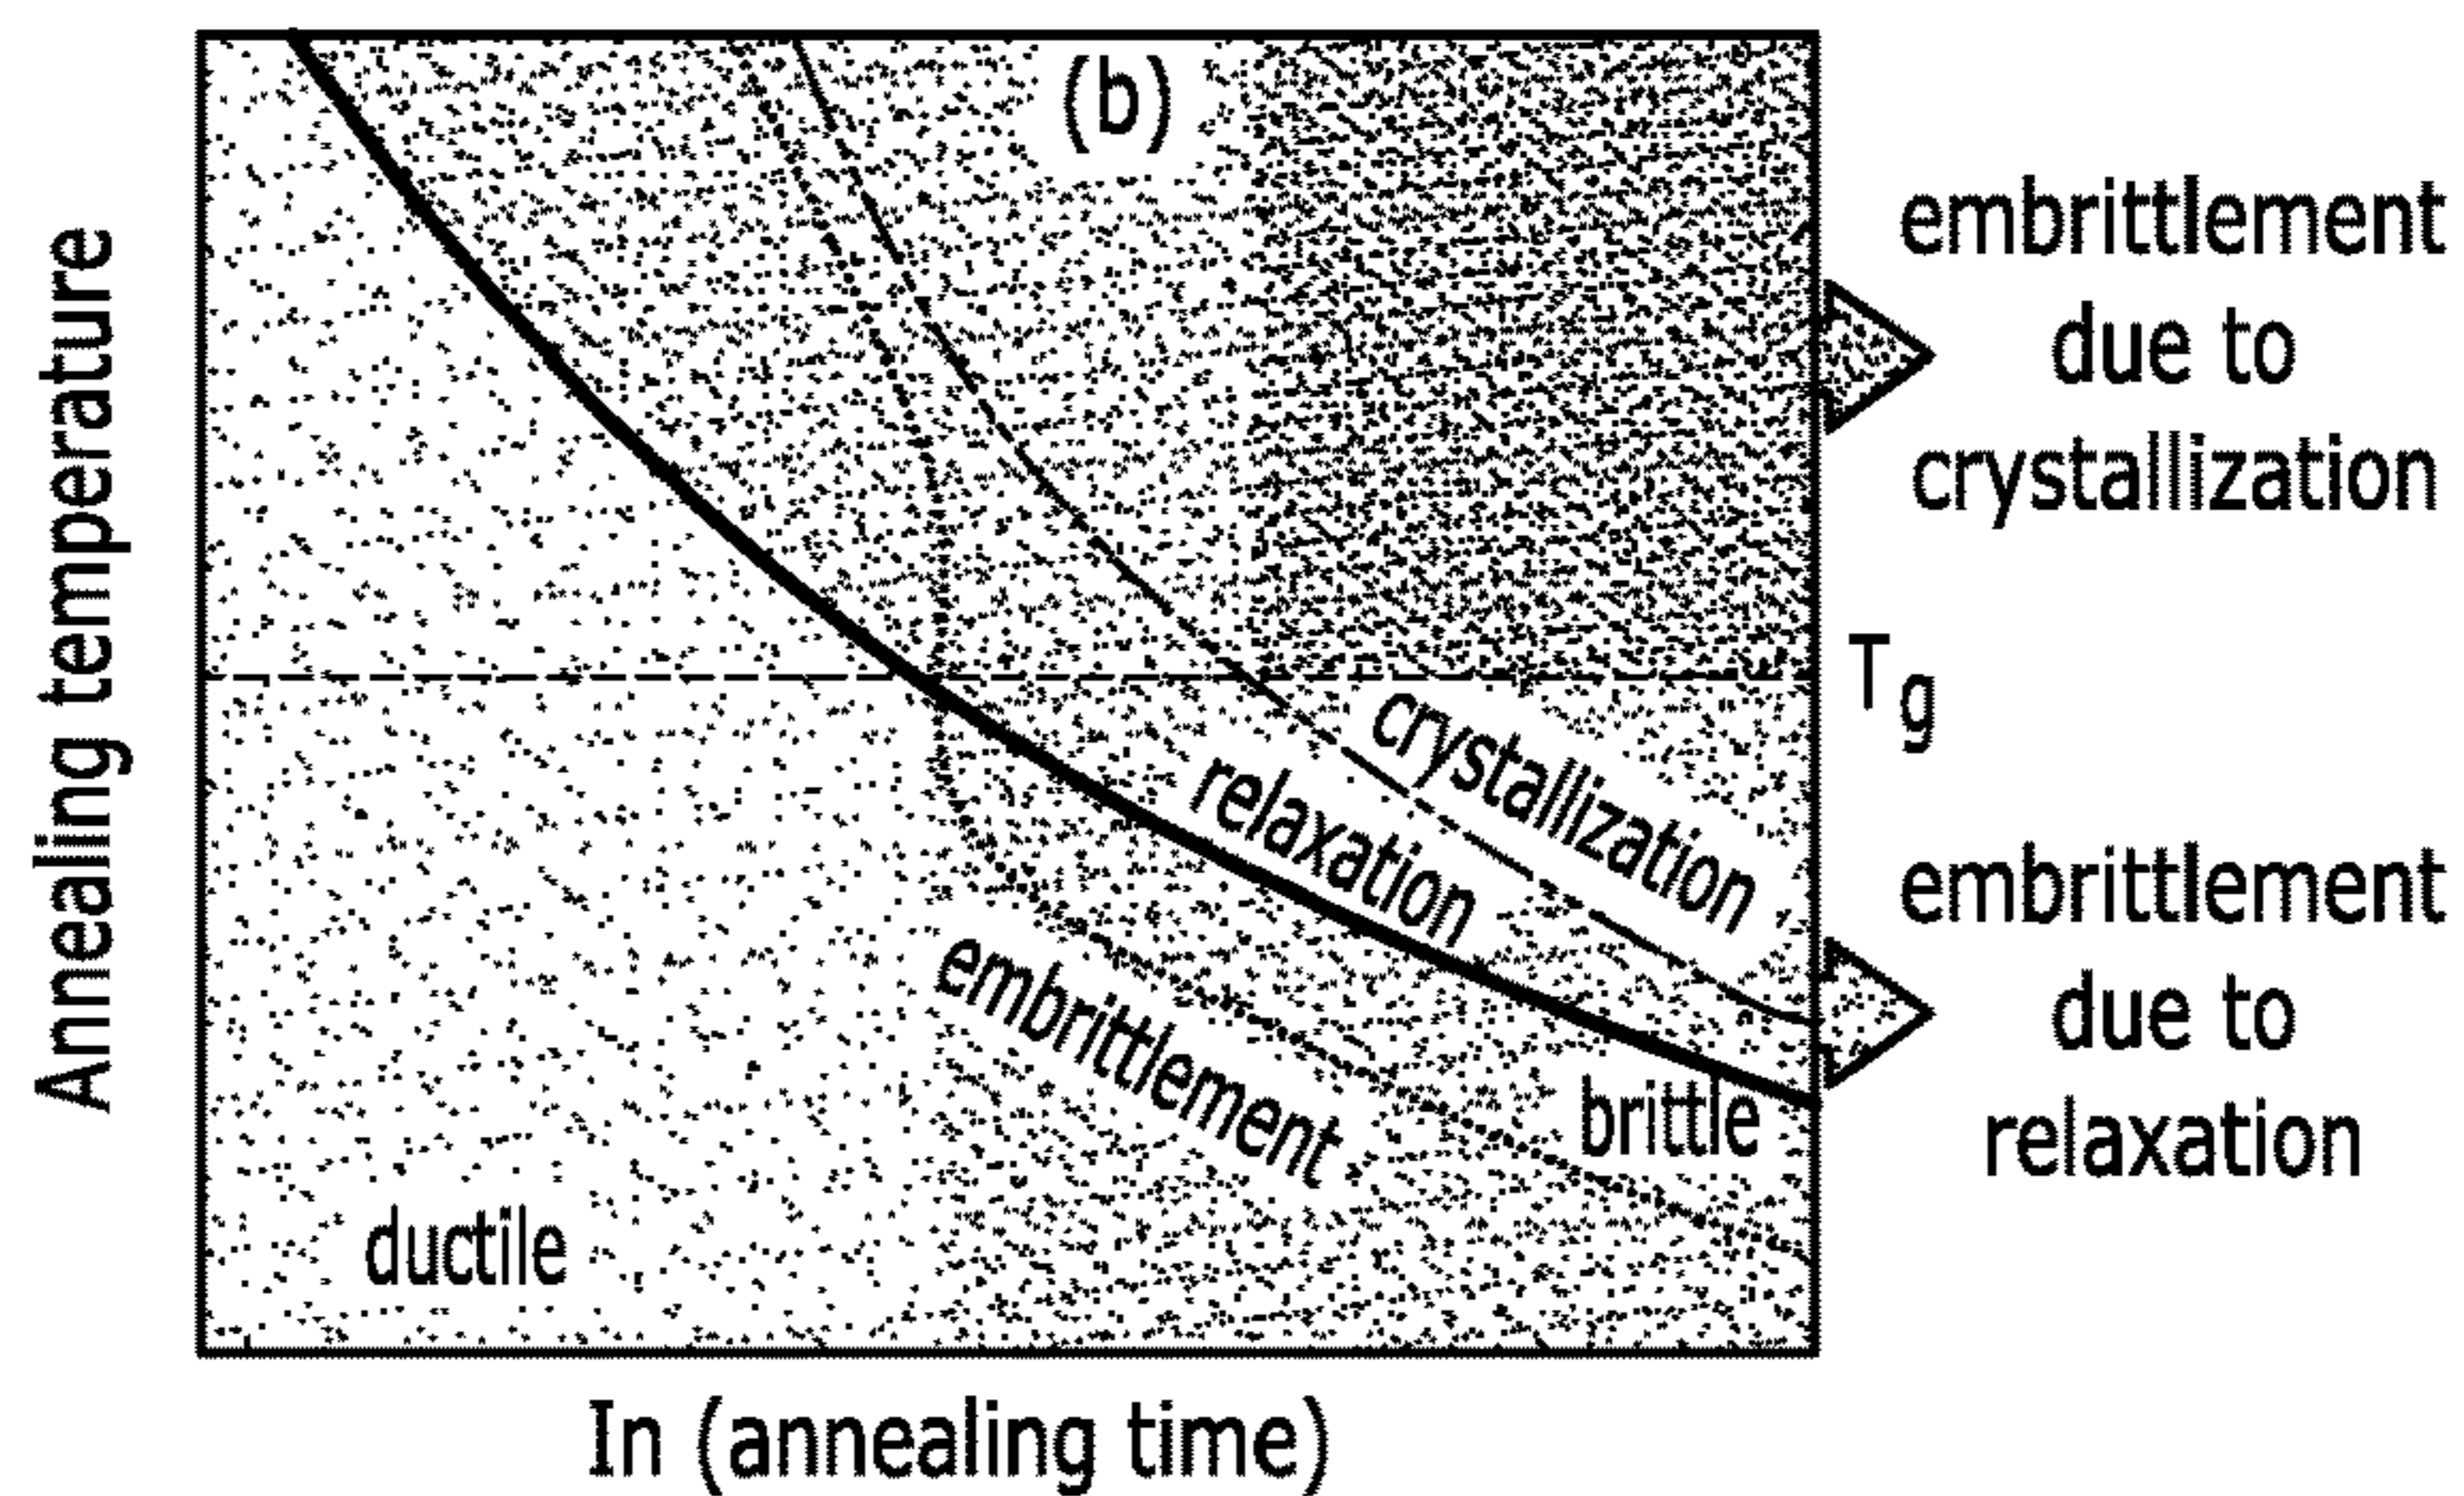 (b)
Annealing temperature
embrittlement
due to
crystallization
Tg
crystallization
relaxation
embrittlement
embrittlement
due to
relaxation
brittle
ductile
In (annealing time)